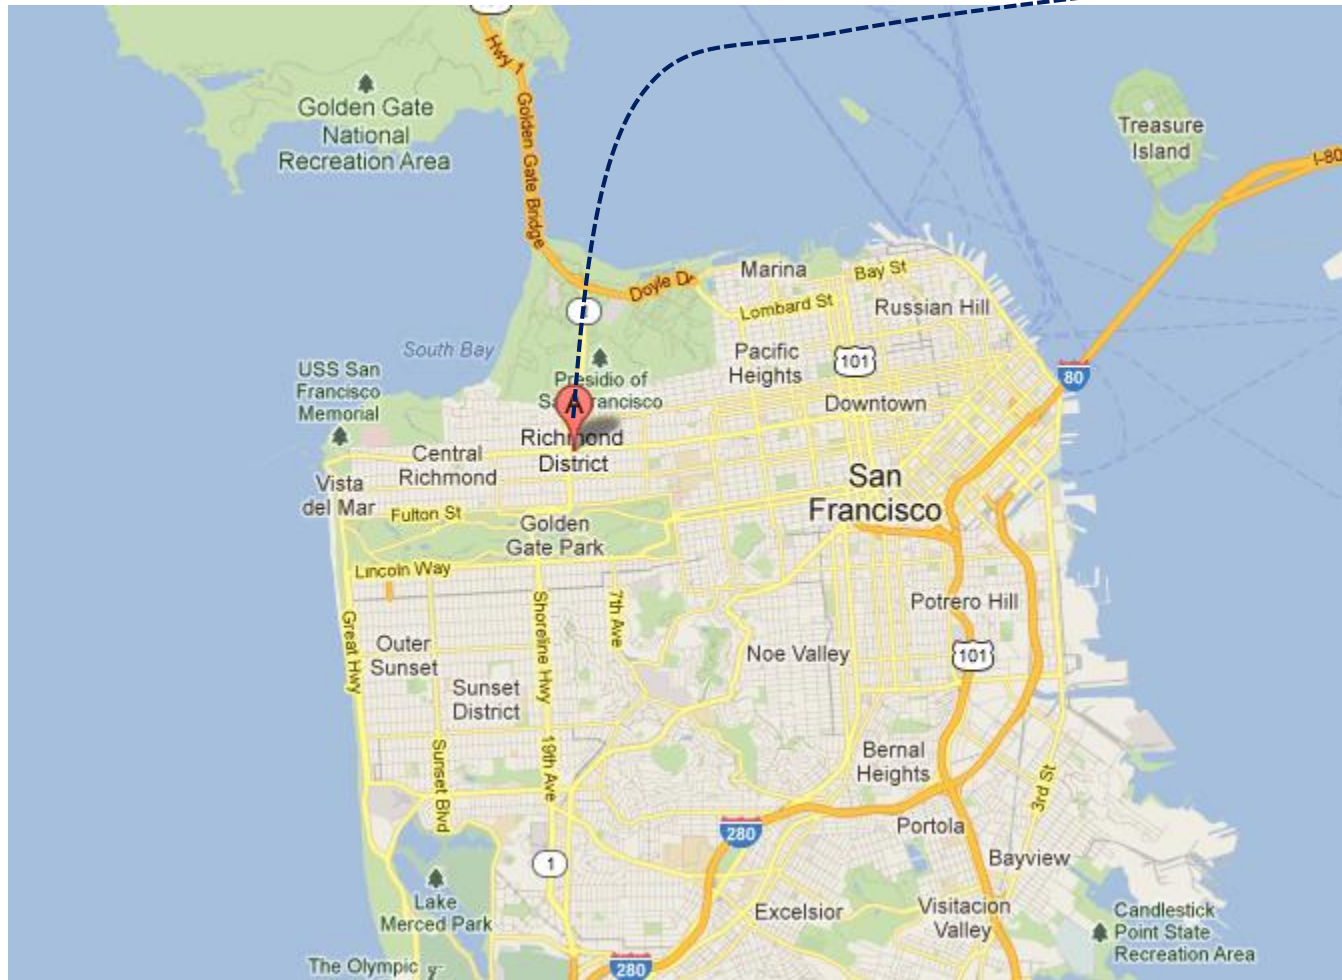 Hwy 1
Golden Gate
National
Recreation Area
Golden Gate Bridge
Treasure
Island
I-80
Marina
Bay St
Doyle Dr
Lombard St
Russian Hill
South Bay
Pacific
Heights
101
USS San
Francisco
Memorial
80
Presidio of
San Francisco
Downtown
A
Richmond
District
Central
Richmond
San
Francisco
Vista
del Mar
Fulton St
Golden
Gate Park
Lincoln Way
Great Hwy
Shoreline Hwy
7th Ave
Potrero Hill
Outer
Sunset
Noe Valley
101
Sunset
District
Sunset Blvd
19th Ave
Bernal
Heights
3rd St
280
Portola
1
Bayview
Lake
Merced Park
Excelsior
Visitacion
Valley
Candlestick
Point State
Recreation Area
The Olympic
280